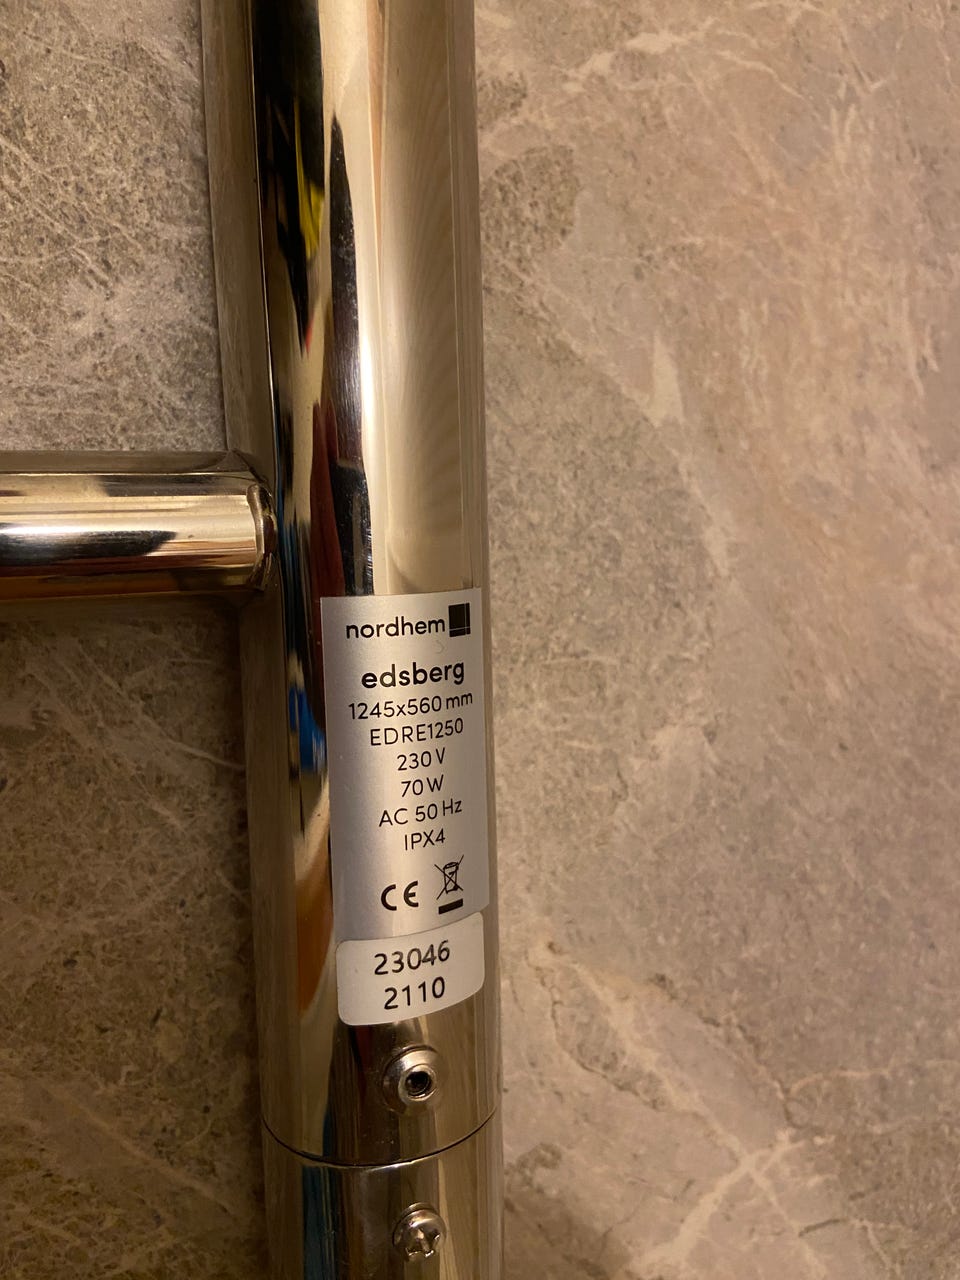 nordhem
edsberg
1245x560 mm
EDRE1250
230 V
70 W
AC 50 Hz
IPX4
CE
23046
2110